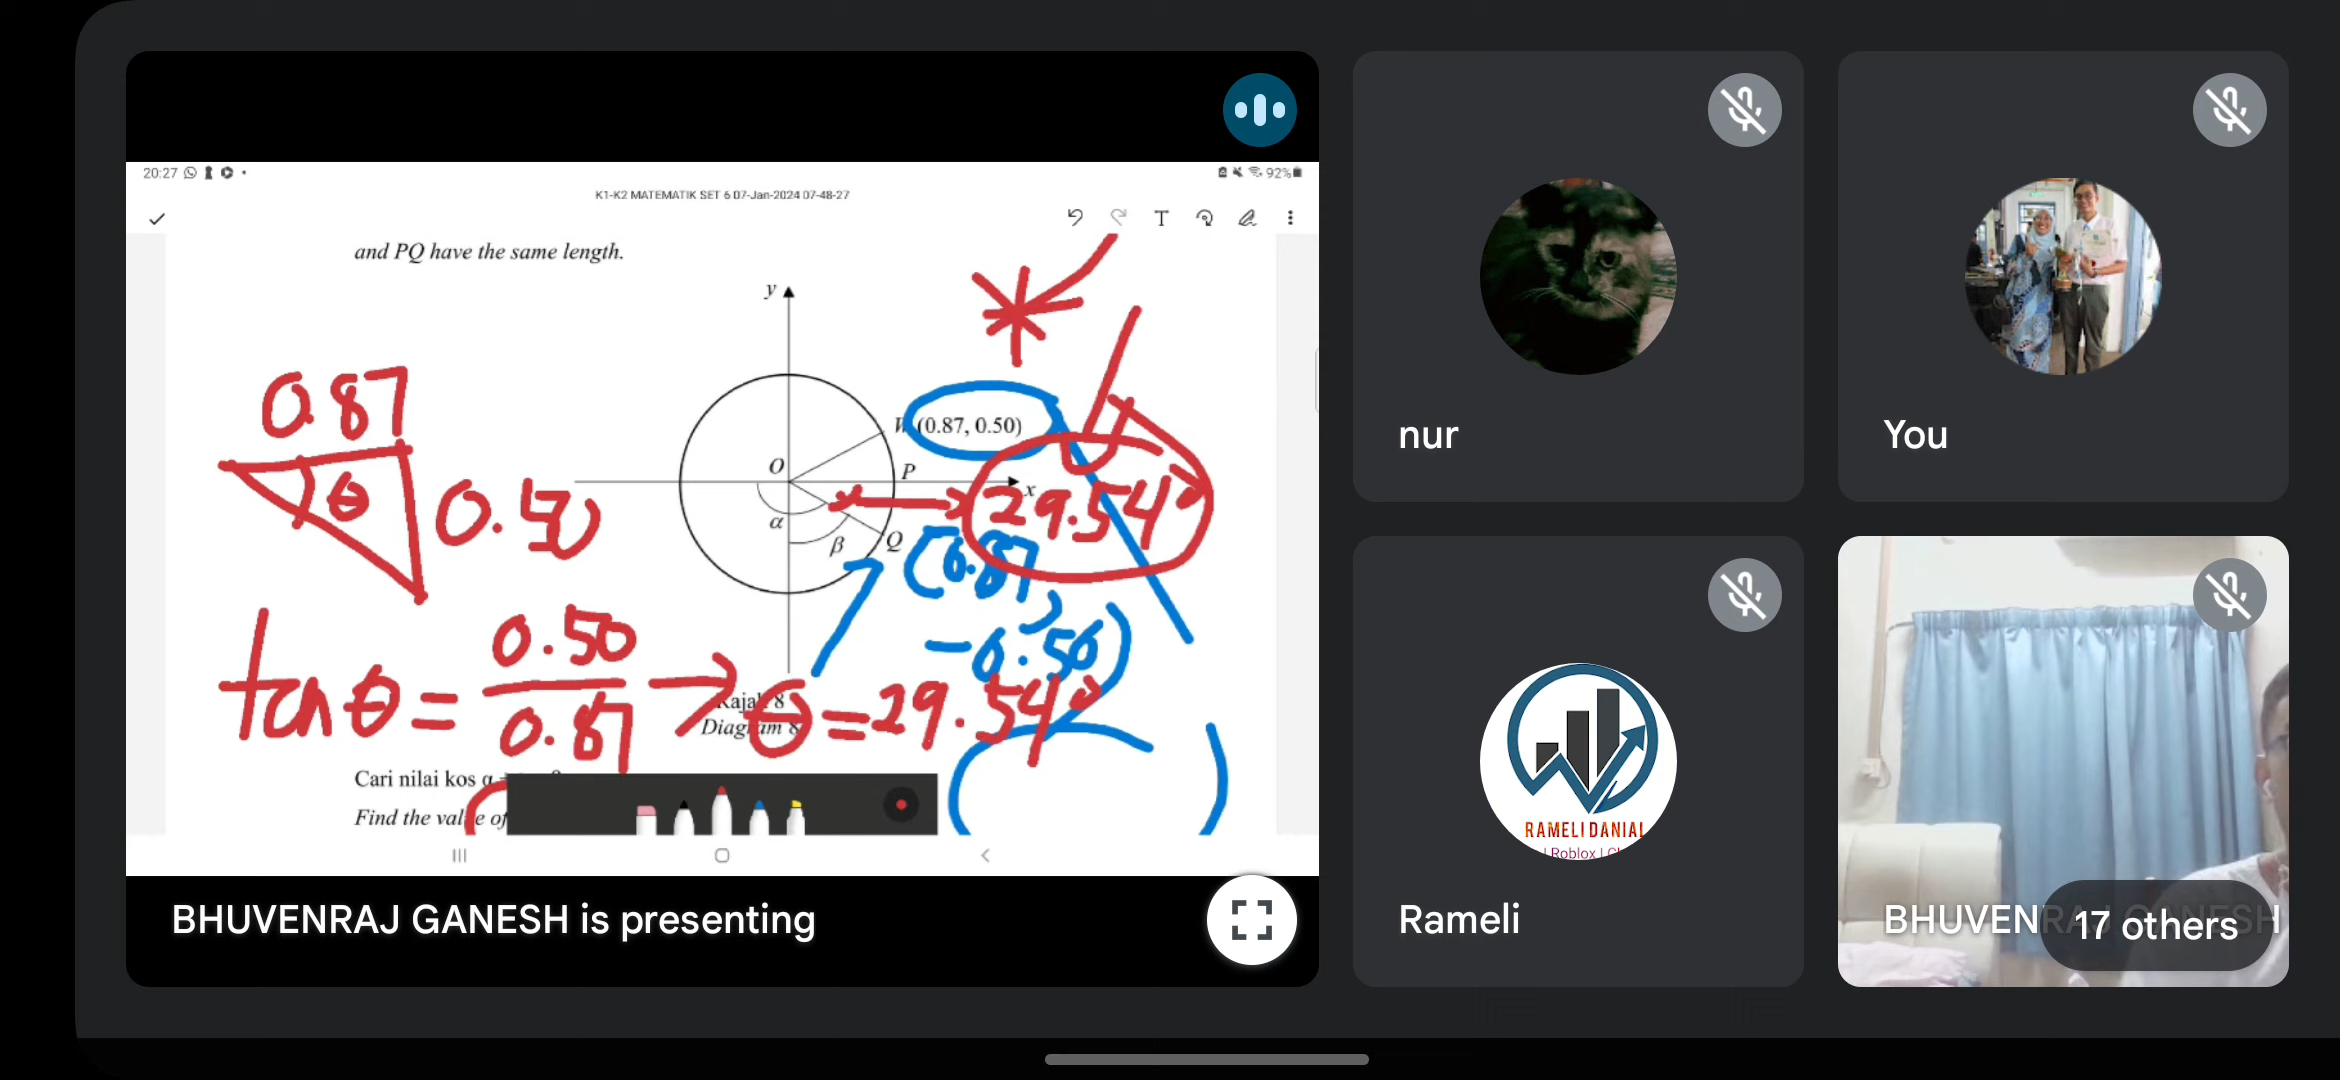 20:27
92%
K1-K2 MATEMATIK SET 6 07-Jan-2024 07-48-27
T
and PQ have the same length.
y
0.87
(0.87, 0.50)
O
P
x
θ
0.50
29.54°
α
β
Q
(0.87,
-0.50)
tan θ = 0.50
0.87
→ θ = 29.54°
Diagram 8
Cari nilai kos α
Find the value of
BHUVENRAJ GANESH is presenting
nur
You
RAMELI DANIAL
| Roblox |
Rameli
BHUVENRAJ GANESH
17 others